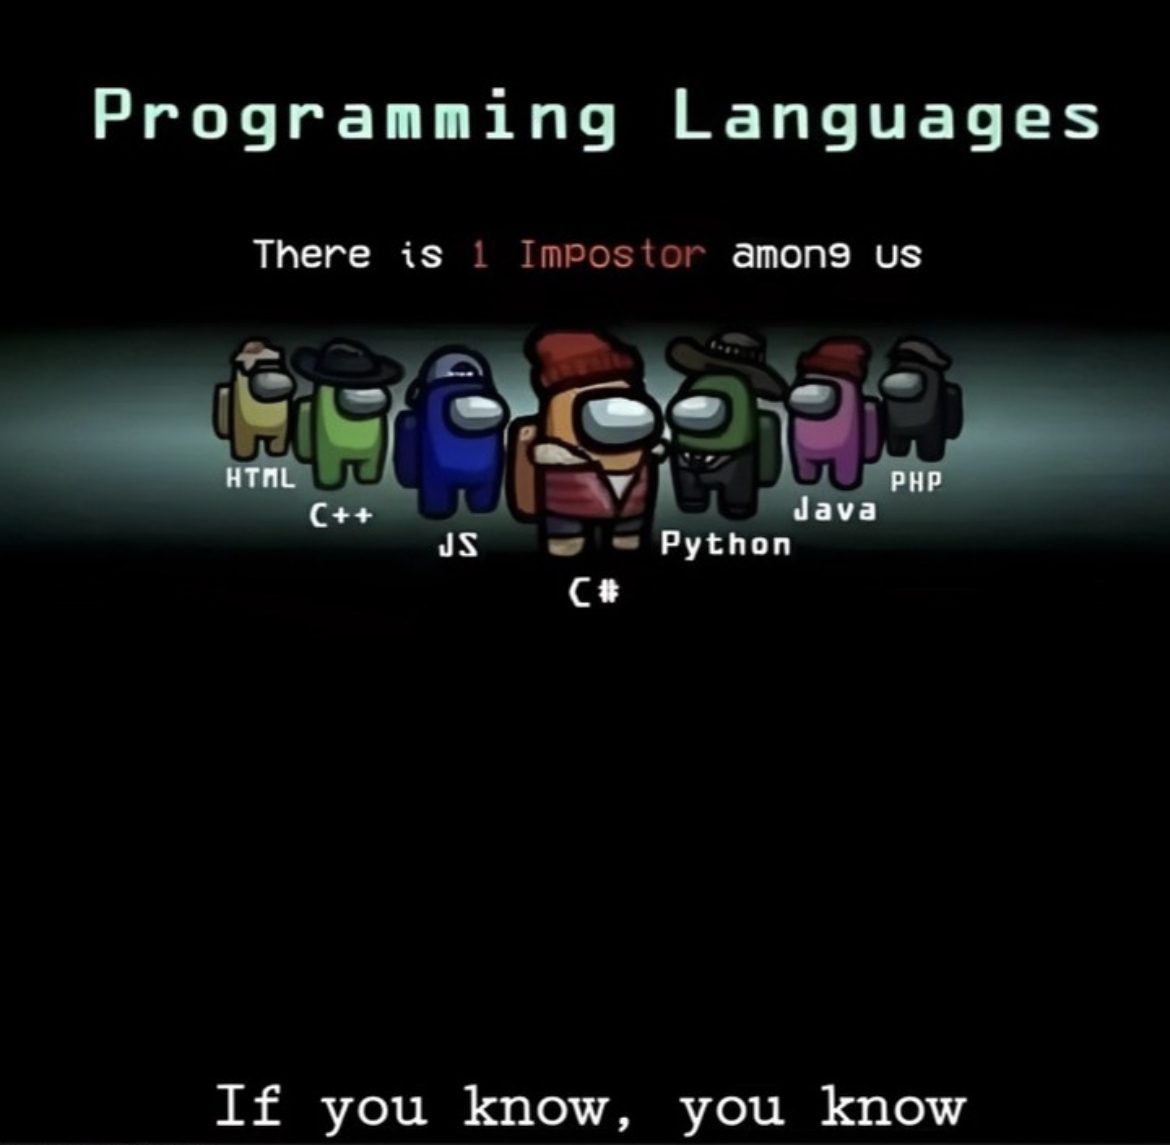 Programming Languages
There is 1 Impostor among us
HTML
C++
JS
C#
Python
Java
PHP
If you know, you know